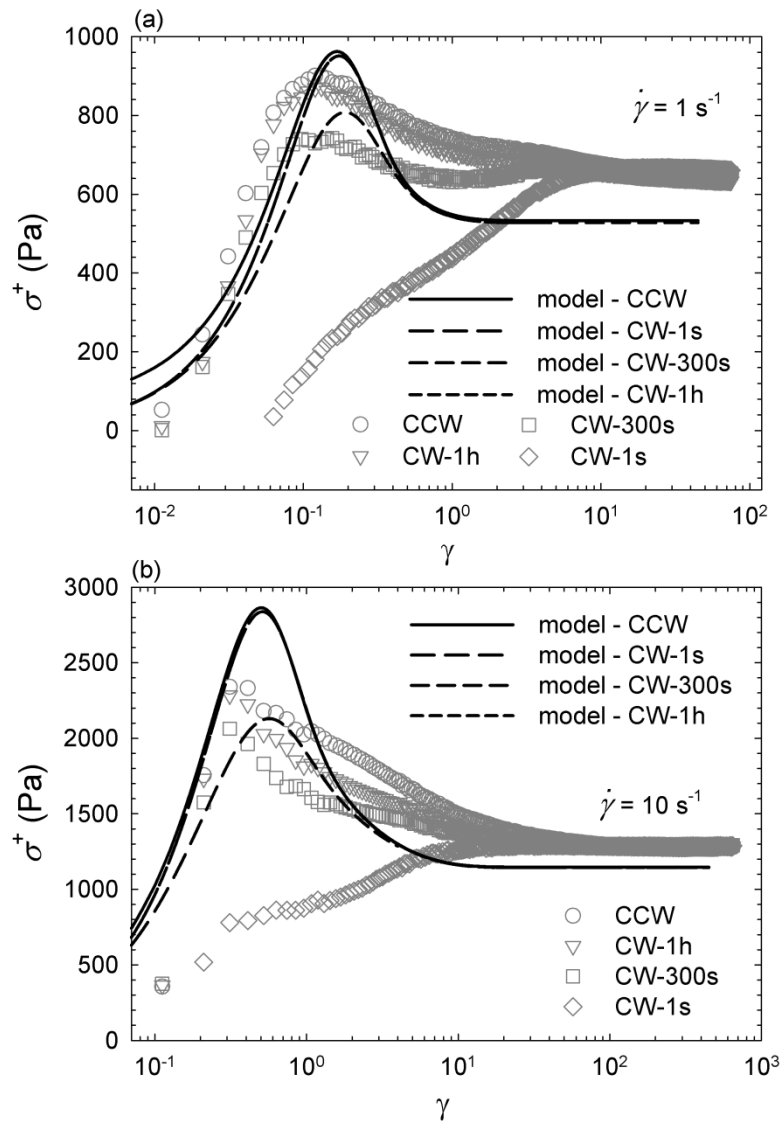 (a)
1000
800
600
400
200
0
σ⁺ (Pa)
γ̇ = 1 s⁻¹
model - CCW
model - CW-1s
model - CW-300s
model - CW-1h
CCW
CW-300s
CW-1h
CW-1s
10⁻² 10⁻¹ 10⁰ 10¹ 10²
γ
(b)
3000
2500
2000
1500
1000
500
0
σ⁺ (Pa)
model - CCW
model - CW-1s
model - CW-300s
model - CW-1h
γ̇ = 10 s⁻¹
CCW
CW-1h
CW-300s
CW-1s
10⁻¹ 10⁰ 10¹ 10² 10³
γ